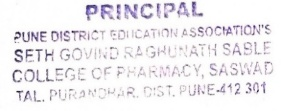 PRINCIPAL
PUNE DISTRICT EDUCATION ASSOCIATION'S
SETH GOVIND RAGHUNATH SABLE
COLLEGE OF PHARMACY, SASWAD
TAL. PURANDHAR, DIST. PUNE-412 301